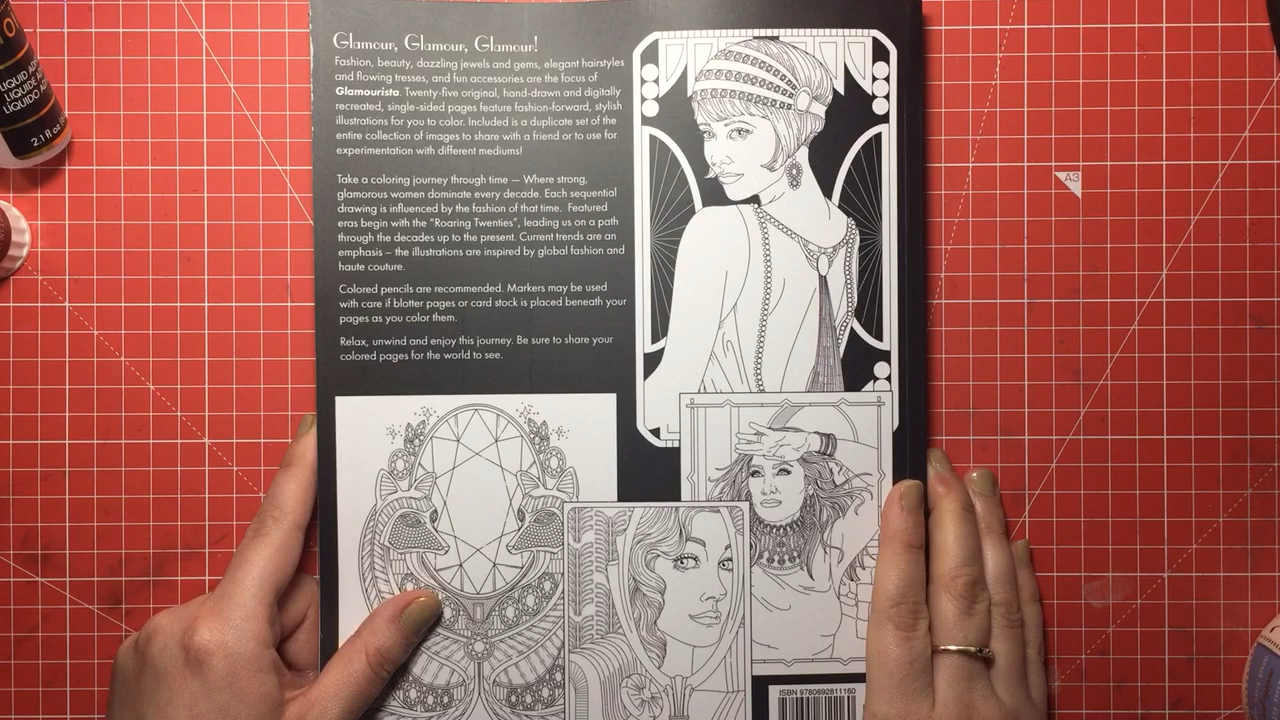 Glamour, Glamour, Glamour!
Fashion, beauty, dazzling jewels and gems, elegant hairstyles
and flowing tresses, and fun accessories are the focus of
Glamourista. Twenty-five original, hand-drawn and digitally
recreated, single-sided pages feature fashion-forward, stylish
illustrations for you to color. Included is a duplicate set of the
entire collection of images to share with a friend or to use for
experimentation with different mediums!
Take a coloring journey through time — Where strong,
glamorous women dominate every decade. Each sequential
drawing is influenced by the fashion of that time. Featured
eras begin with the "Roaring Twenties", leading us on a path
through the decades up to the present. Current trends are an
emphasis – the illustrations are inspired by global fashion and
haute couture.
Colored pencils are recommended. Markers may be used
with care if blotter pages or card stock is placed beneath your
pages as you color them.
Relax, unwind and enjoy this journey. Be sure to share your
colored pages for the world to see.
ISBN 9780692811160
A3
LIQUID
LIQUIDE
LÍQUIDO
2.1 fl